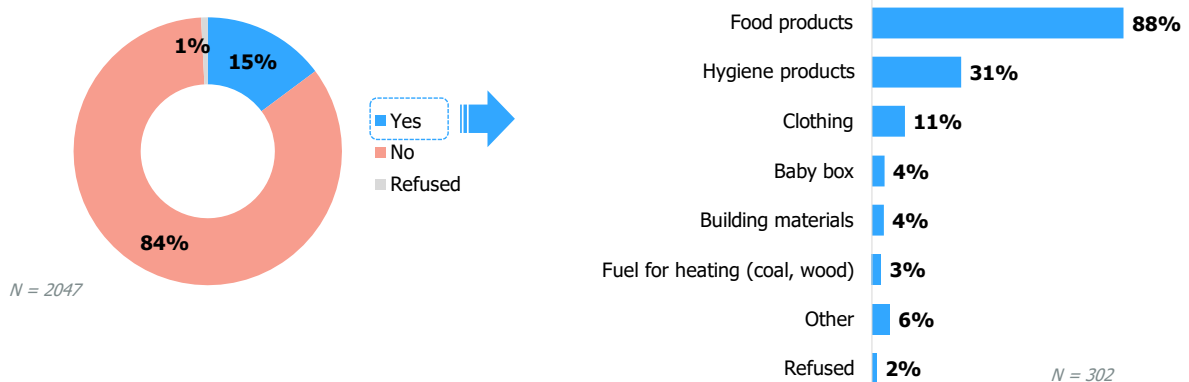 1%
15%
84%
Yes
No
Refused
N = 2047
Food products 88%
Hygiene products 31%
Clothing 11%
Baby box 4%
Building materials 4%
Fuel for heating (coal, wood) 3%
Other 6%
Refused 2%
N = 302